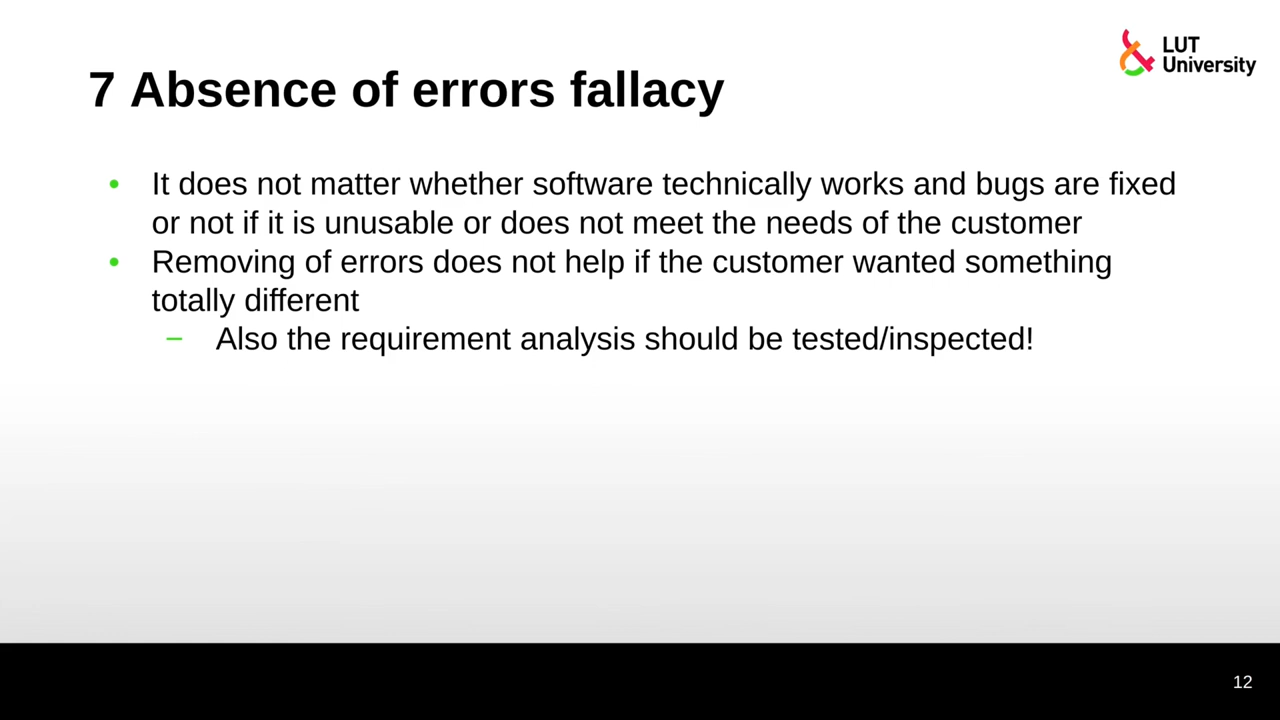 LUT
University
7 Absence of errors fallacy
• It does not matter whether software technically works and bugs are fixed
or not if it is unusable or does not meet the needs of the customer
• Removing of errors does not help if the customer wanted something
totally different
– Also the requirement analysis should be tested/inspected!
12